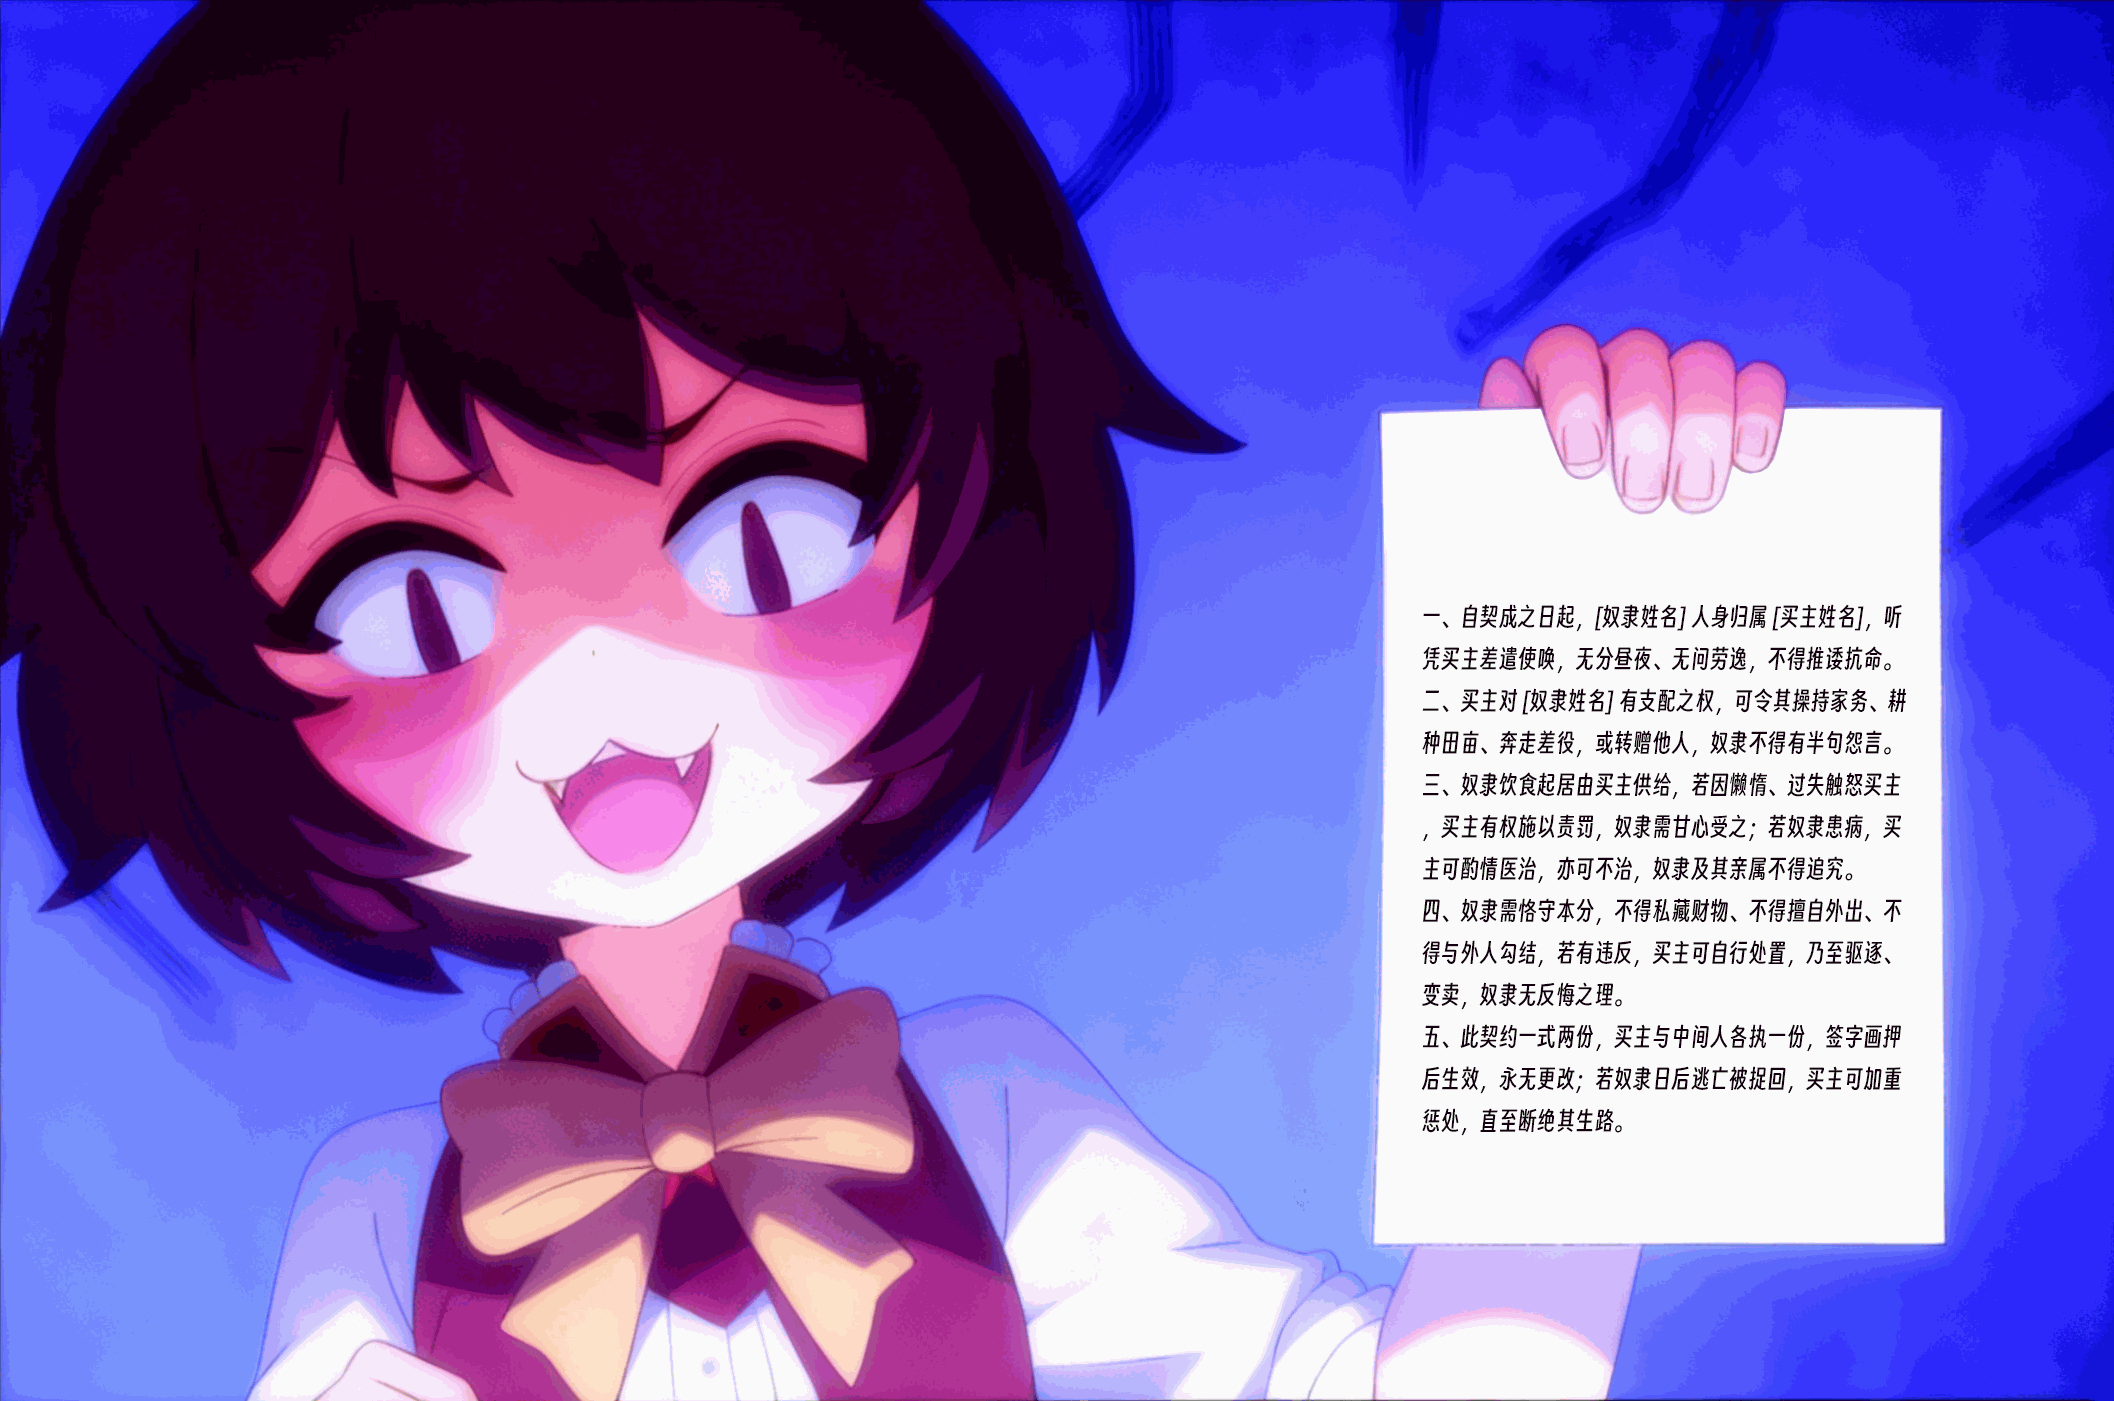 一、自契成之日起，[奴隶姓名] 人身归属 [买主姓名]，听
凭买主差遣使唤，无分昼夜、无问劳逸，不得推诿抗命。
二、买主对 [奴隶姓名] 有支配之权，可令其操持家务、耕
种田亩、奔走差役，或转赠他人，奴隶不得有半句怨言。
三、奴隶饮食起居由买主供给，若因懒惰、过失触怒买主
，买主有权施以责罚，奴隶需甘心受之；若奴隶患病，买
主可酌情医治，亦可不治，奴隶及其亲属不得追究。
四、奴隶需恪守本分，不得私藏财物、不得擅自外出、不
得与外人勾结，若有违反，买主可自行处置，乃至驱逐、
变卖，奴隶无反悔之理。
五、此契约一式两份，买主与中间人各执一份，签字画押
后生效，永无更改；若奴隶日后逃亡被捉回，买主可加重
惩处，直至断绝其生路。